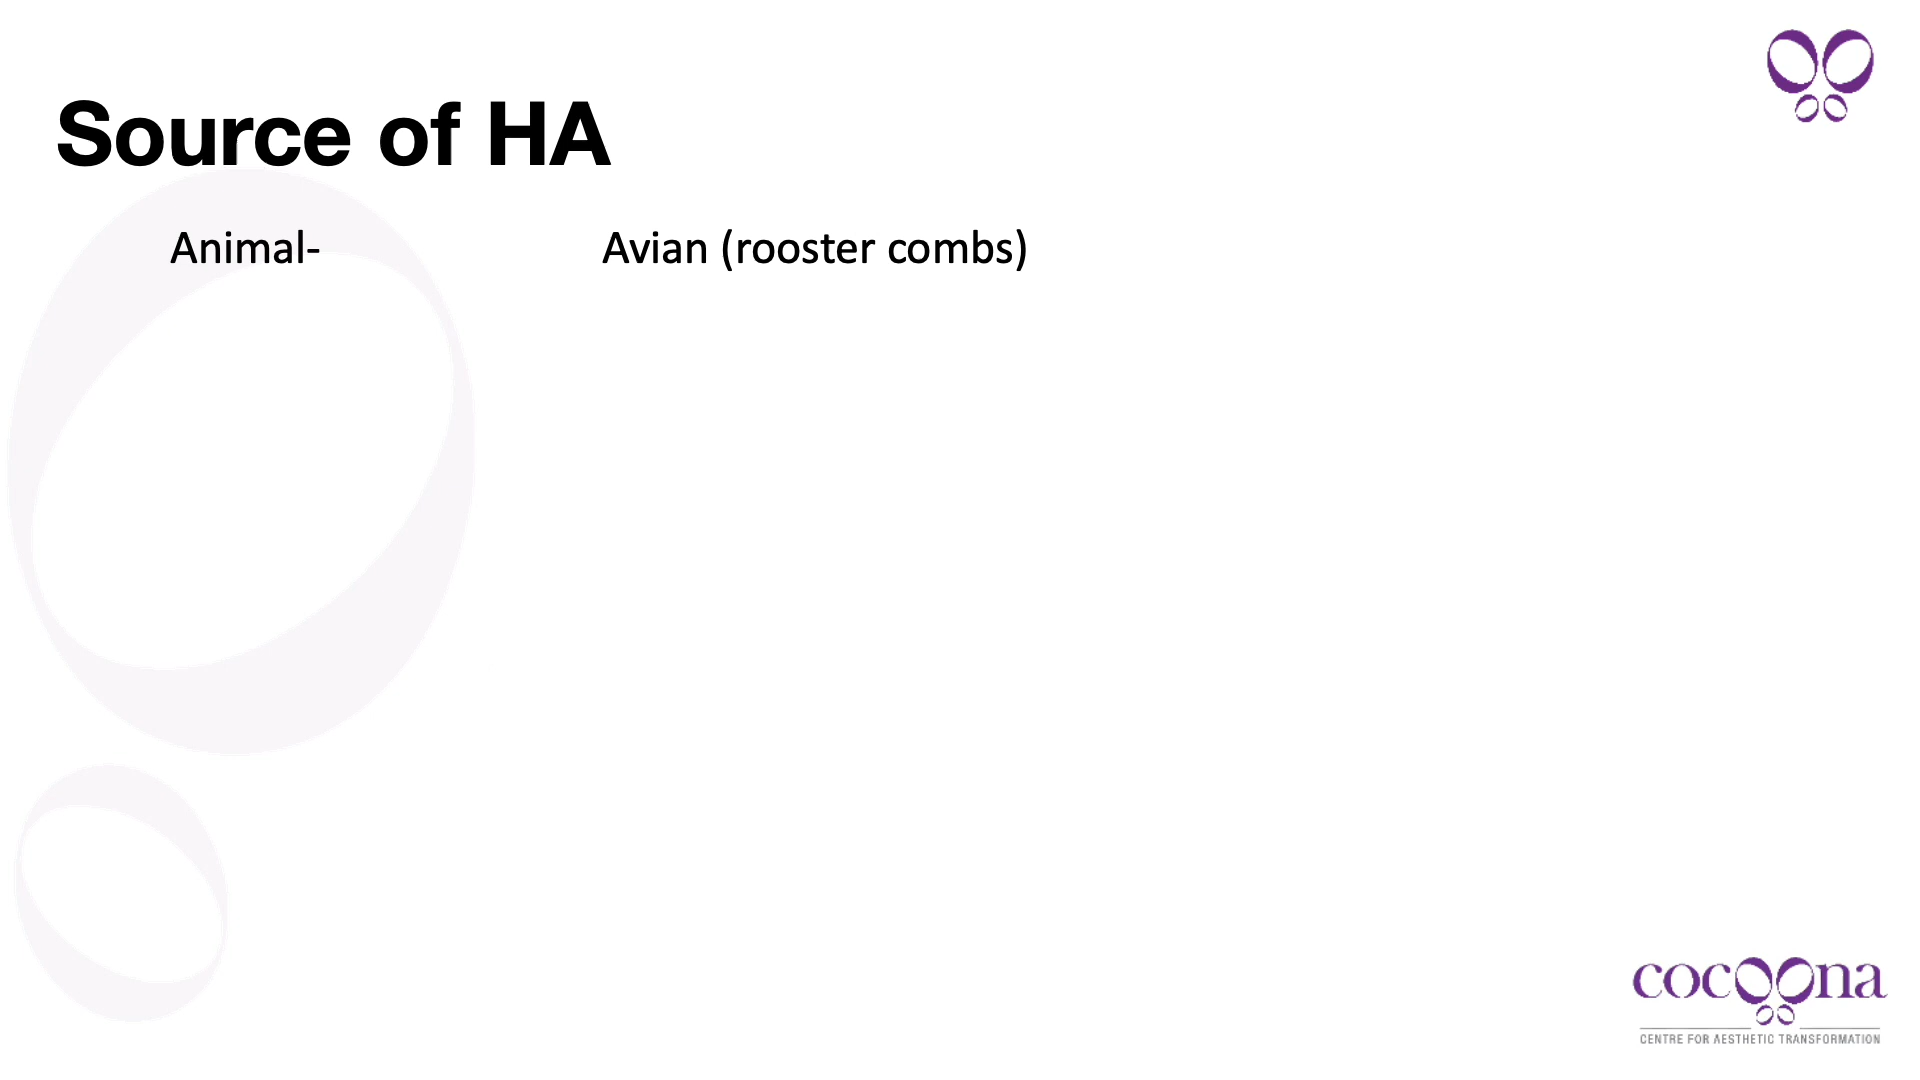 Source of HA
Animal- Avian (rooster combs)
cocoona
CENTRE FOR AESTHETIC TRANSFORMATION